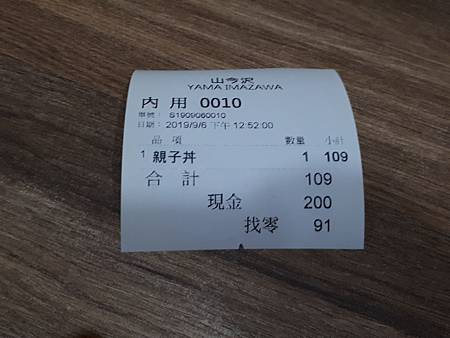 山今沢
YAMA IMAZAWA
內 用 0010
單號: S1909060010
日期: 2019/9/6 下午 12:52:00
品 項 數量 小計
1 親子丼 1 109
合 計 109
現金 200
找零 91